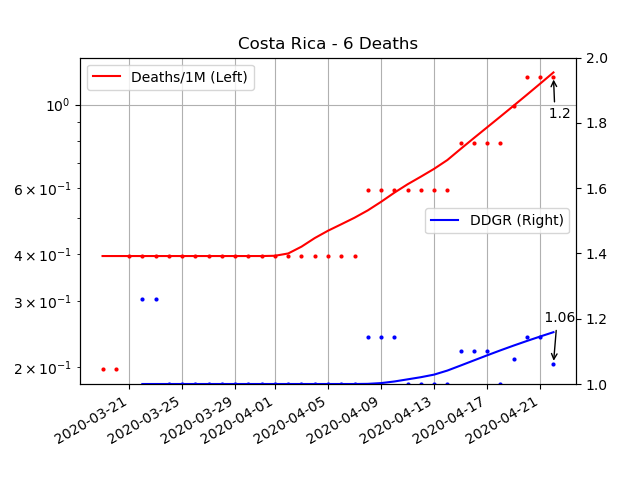 Costa Rica - 6 Deaths
Deaths/1M (Left)
DDGR (Right)
10⁰
6 × 10⁻¹
4 × 10⁻¹
3 × 10⁻¹
2 × 10⁻¹
2.0
1.8
1.6
1.4
1.2
1.0
1.2
1.06
2020-03-21
2020-03-25
2020-03-29
2020-04-01
2020-04-05
2020-04-09
2020-04-13
2020-04-17
2020-04-21